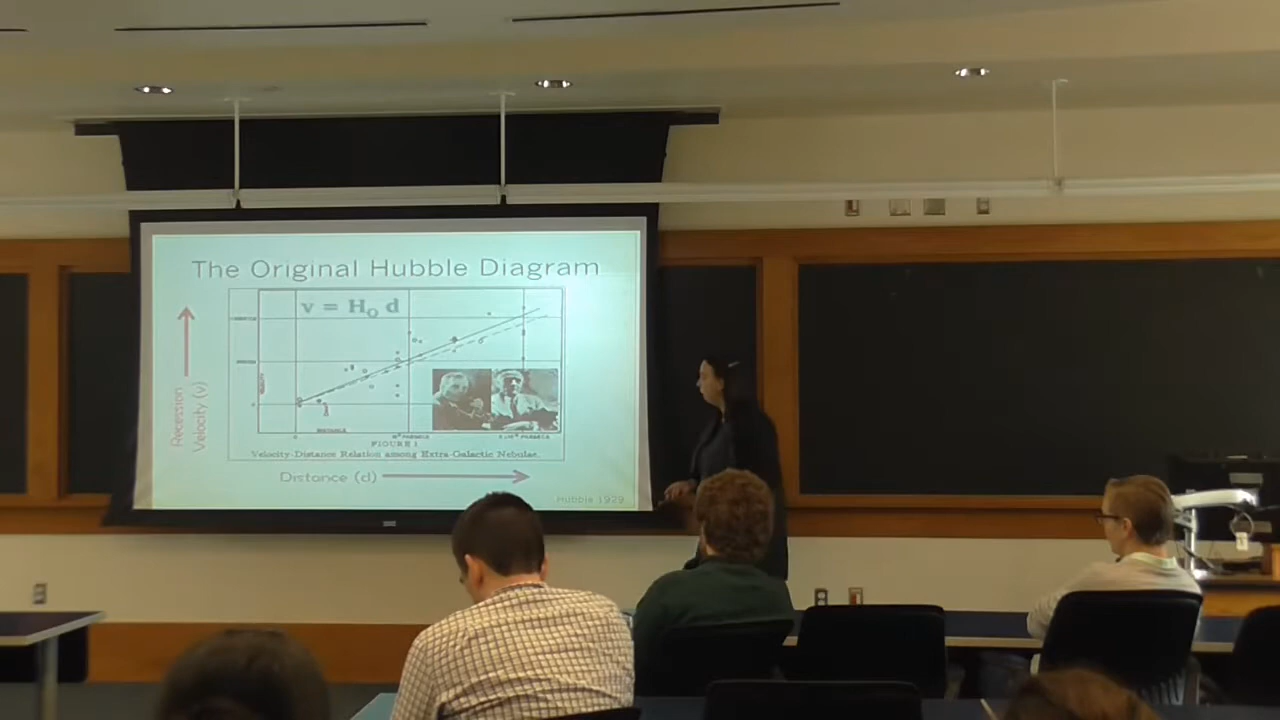 The Original Hubble Diagram
v = H₀ d
Recession
Velocity (v)
FIGURE 1
Velocity-Distance Relation among Extra-Galactic Nebulae.
Distance (d)
Hubble 1929